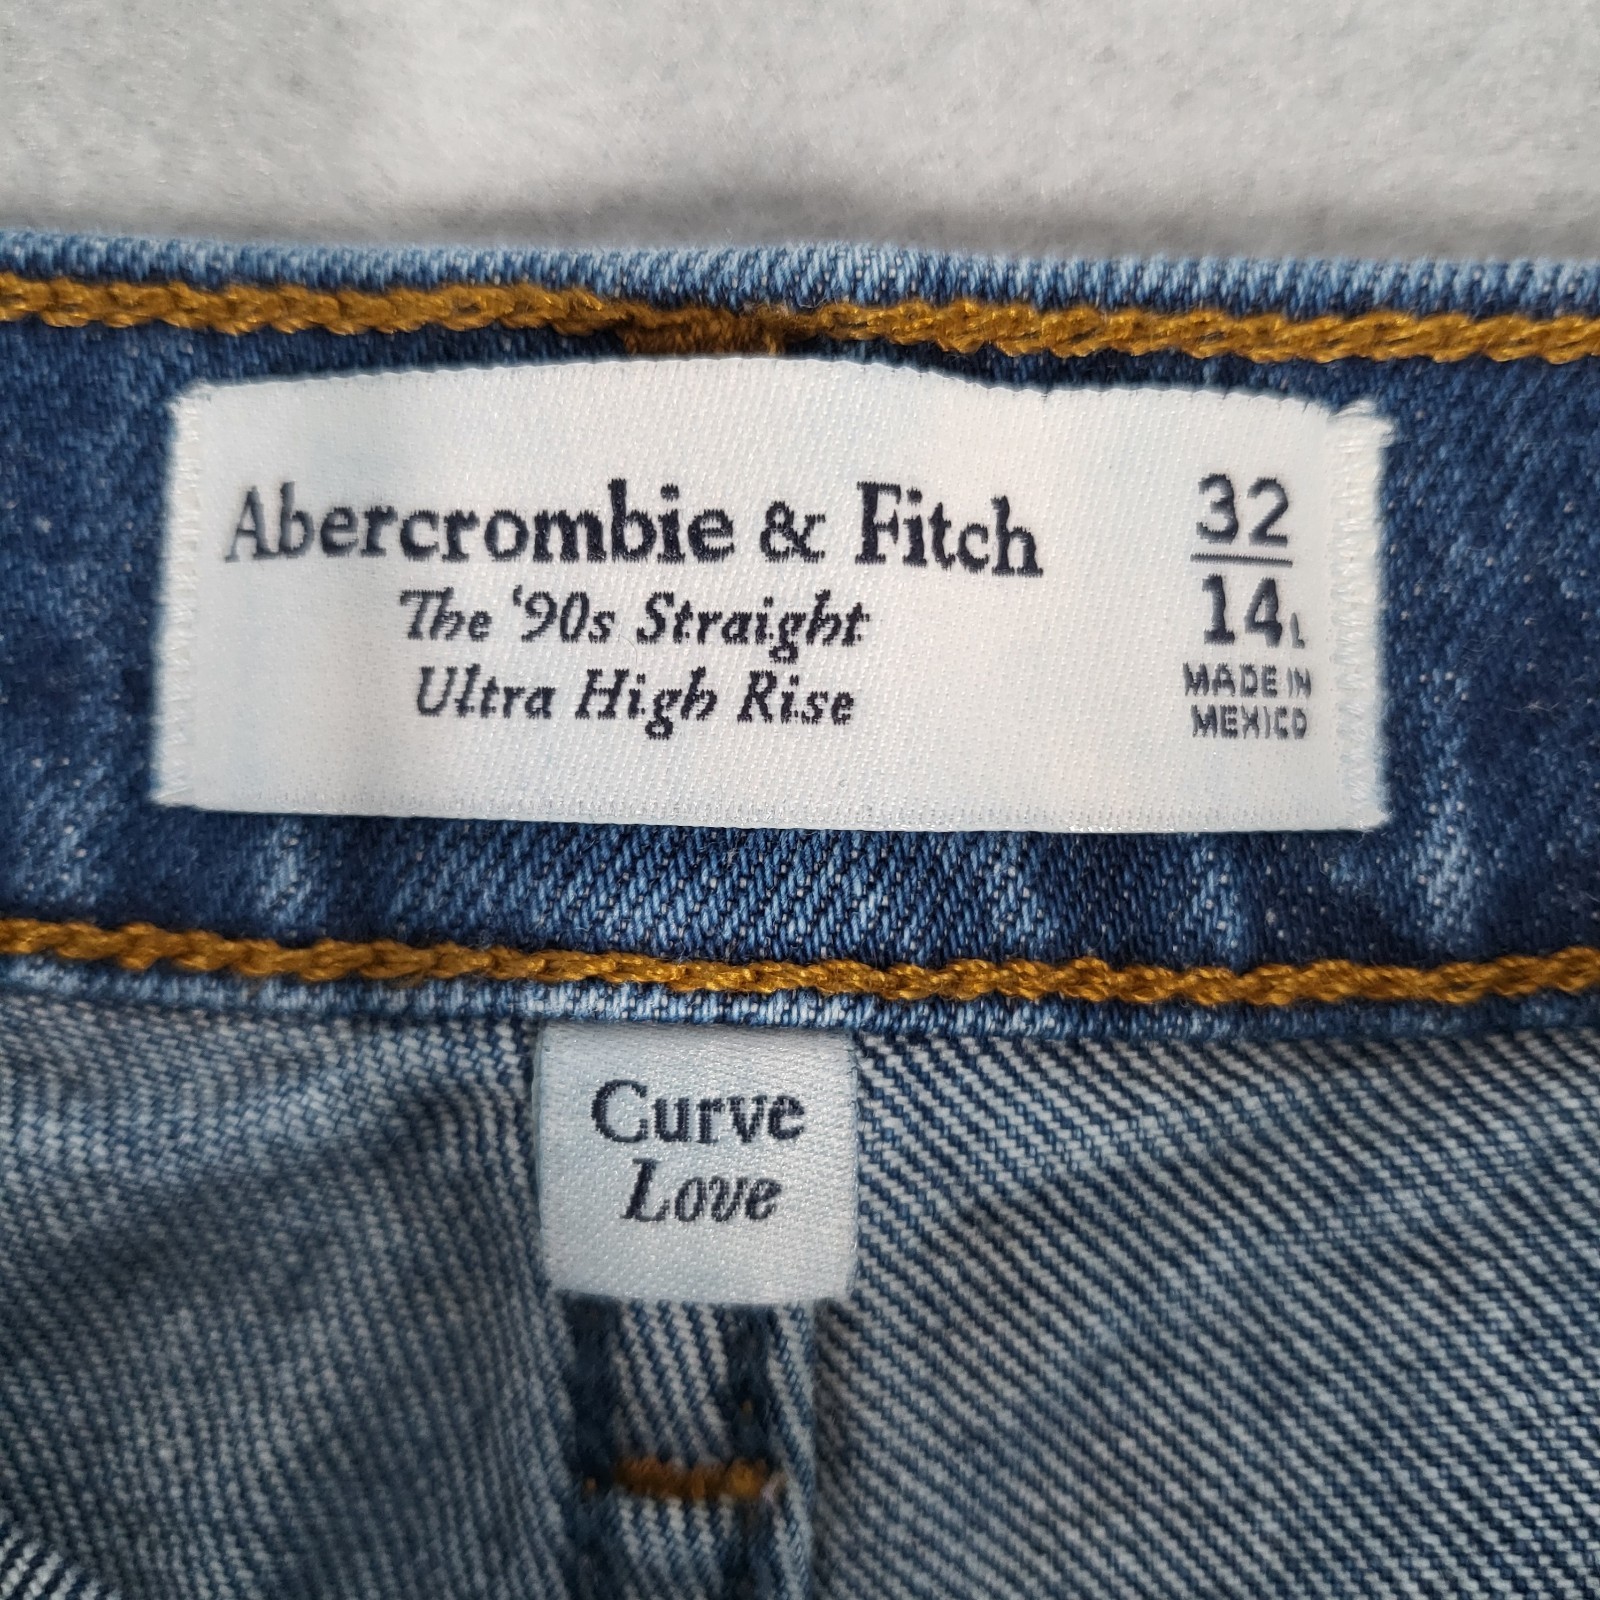 Abercrombie & Fitch
The ‘90s Straight
Ultra High Rise
32
14L
MADE IN
MEXICO
Curve
Love